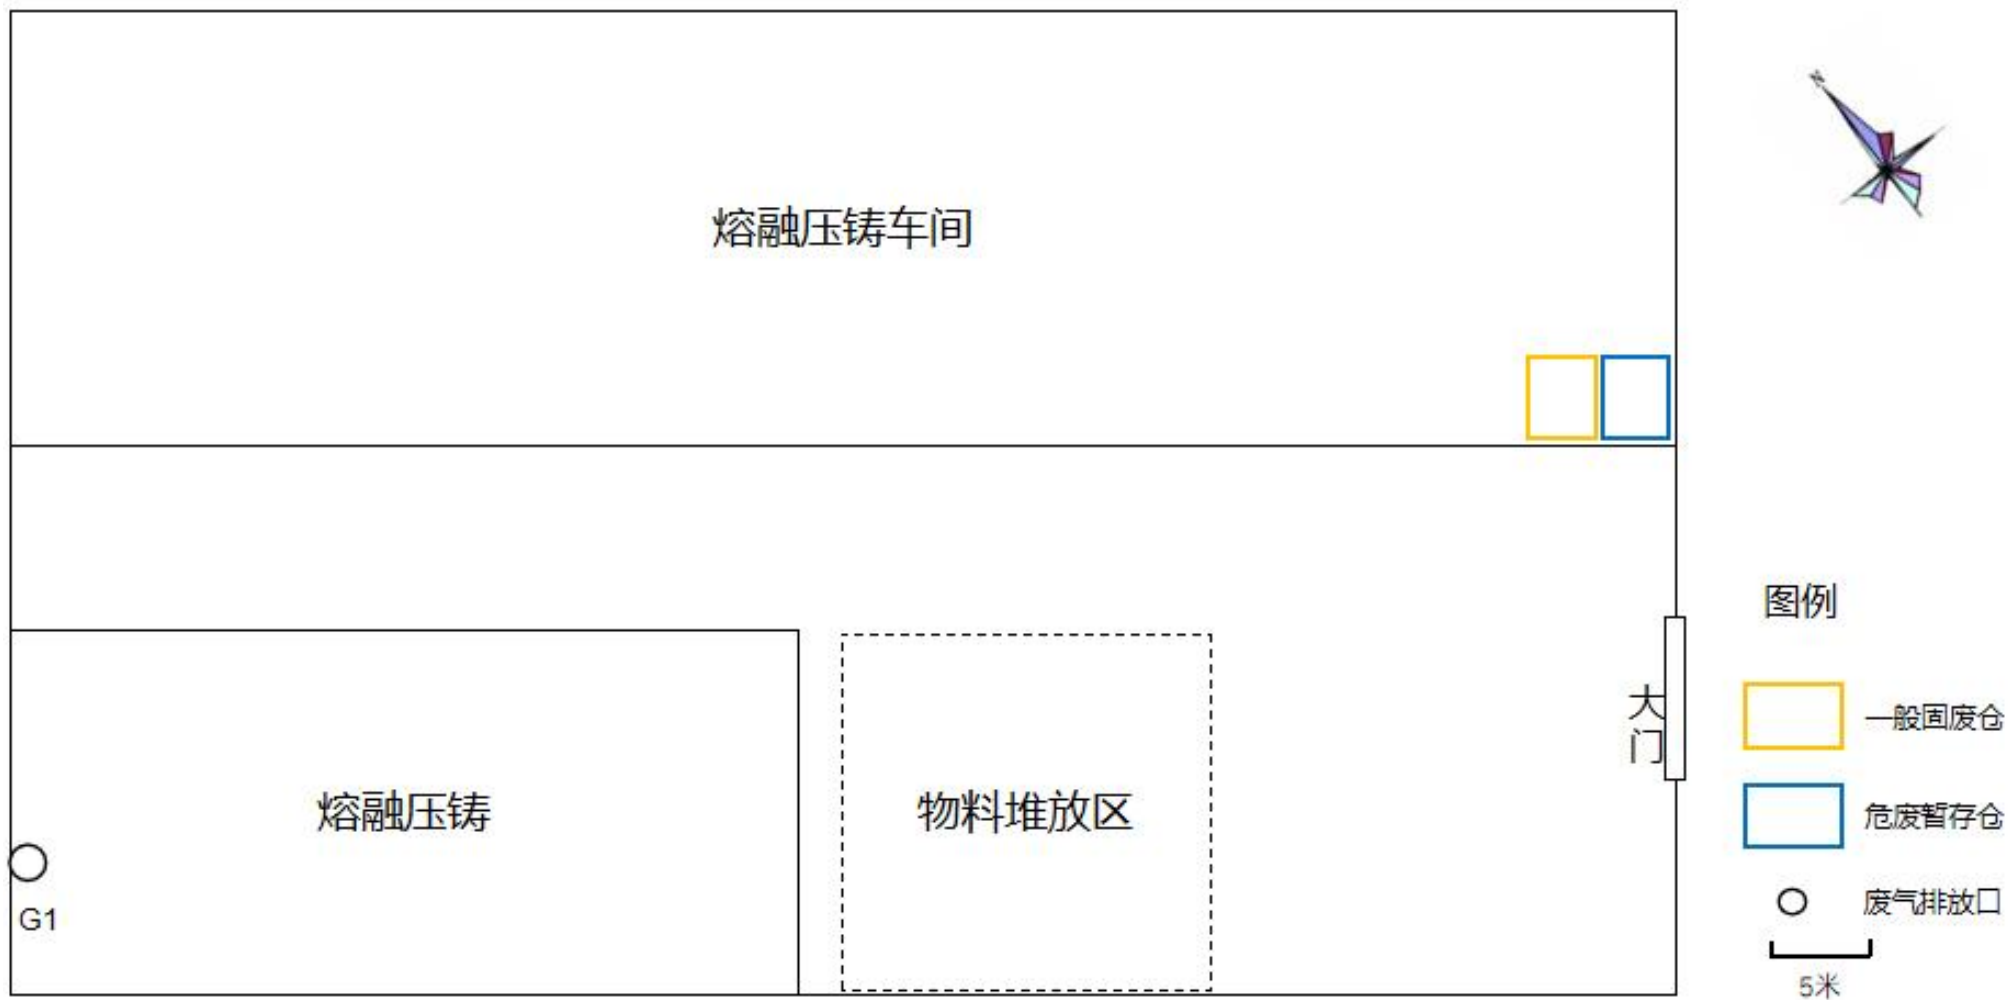 熔融压铸车间
图例
大门
一般固废仓
熔融压铸
物料堆放区
危废暂存仓
废气排放口
G1
5米